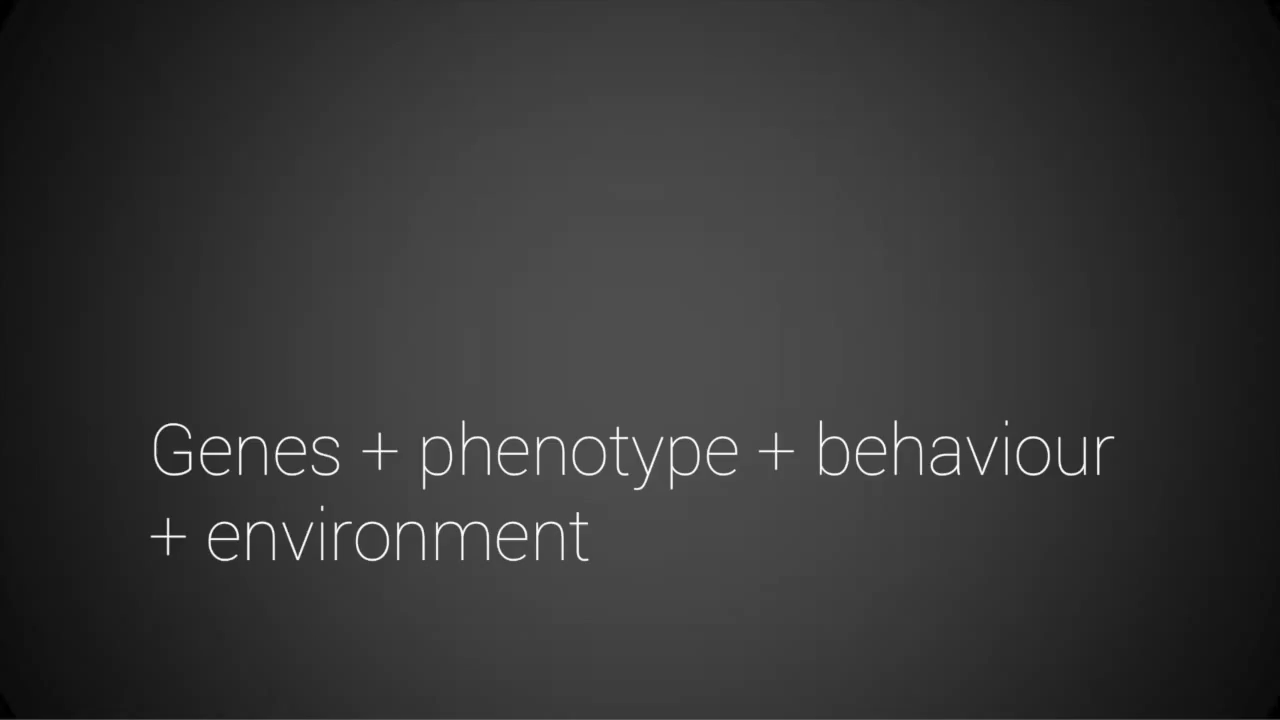 Genes + phenotype + behaviour
+ environment